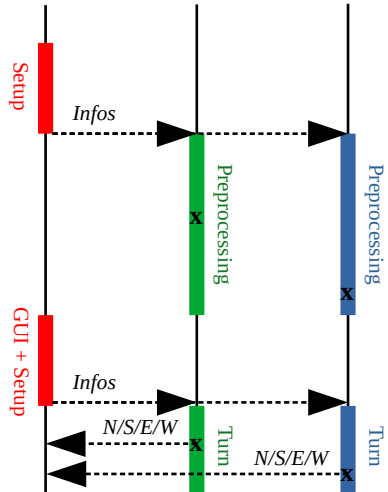 Setup
Infos
Preprocessing
Preprocessing
x
x
GUI + Setup
Infos
N/S/E/W
Turn
Turn
x
N/S/E/W
x